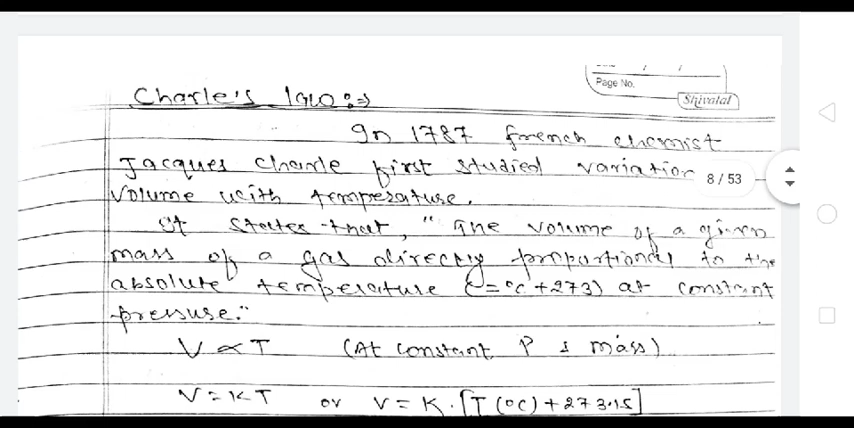 Page No.
Shivalal
Charle's law :⇒
In 1787 french chemist
Jacques Charle first studied variation
8 / 53
volume with temperature.
It states that, " The volume of a given
mass of a gas directly proportional to the
absolute temperature (=°C +273) at constant
pressure."
V ∝ T (At constant P & mass)
V = KT or V = K.[T (°C) + 273.15]